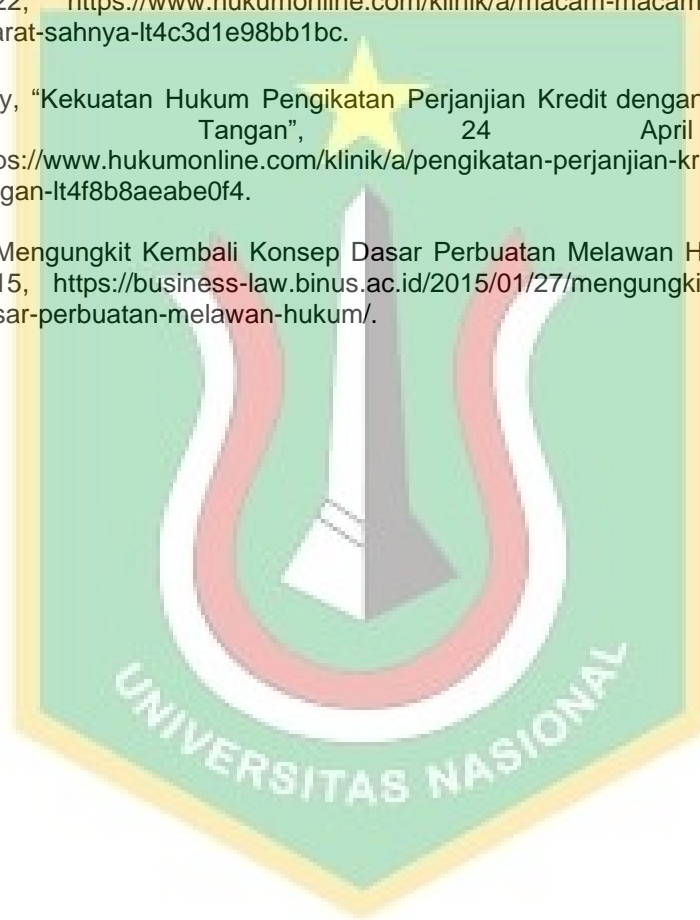 22, https://www.hukumonline.com/klinik/a/macam-macam
arat-sahnya-lt4c3d1e98bb1bc.
y, “Kekuatan Hukum Pengikatan Perjanjian Kredit dengan
Tangan”, 24 April
ps://www.hukumonline.com/klinik/a/pengikatan-perjanjian-kr
gan-lt4f8b8aeabe0f4.
Mengungkit Kembali Konsep Dasar Perbuatan Melawan H
15, https://business-law.binus.ac.id/2015/01/27/mengungki
sar-perbuatan-melawan-hukum/.
UNIVERSITAS NASIONAL